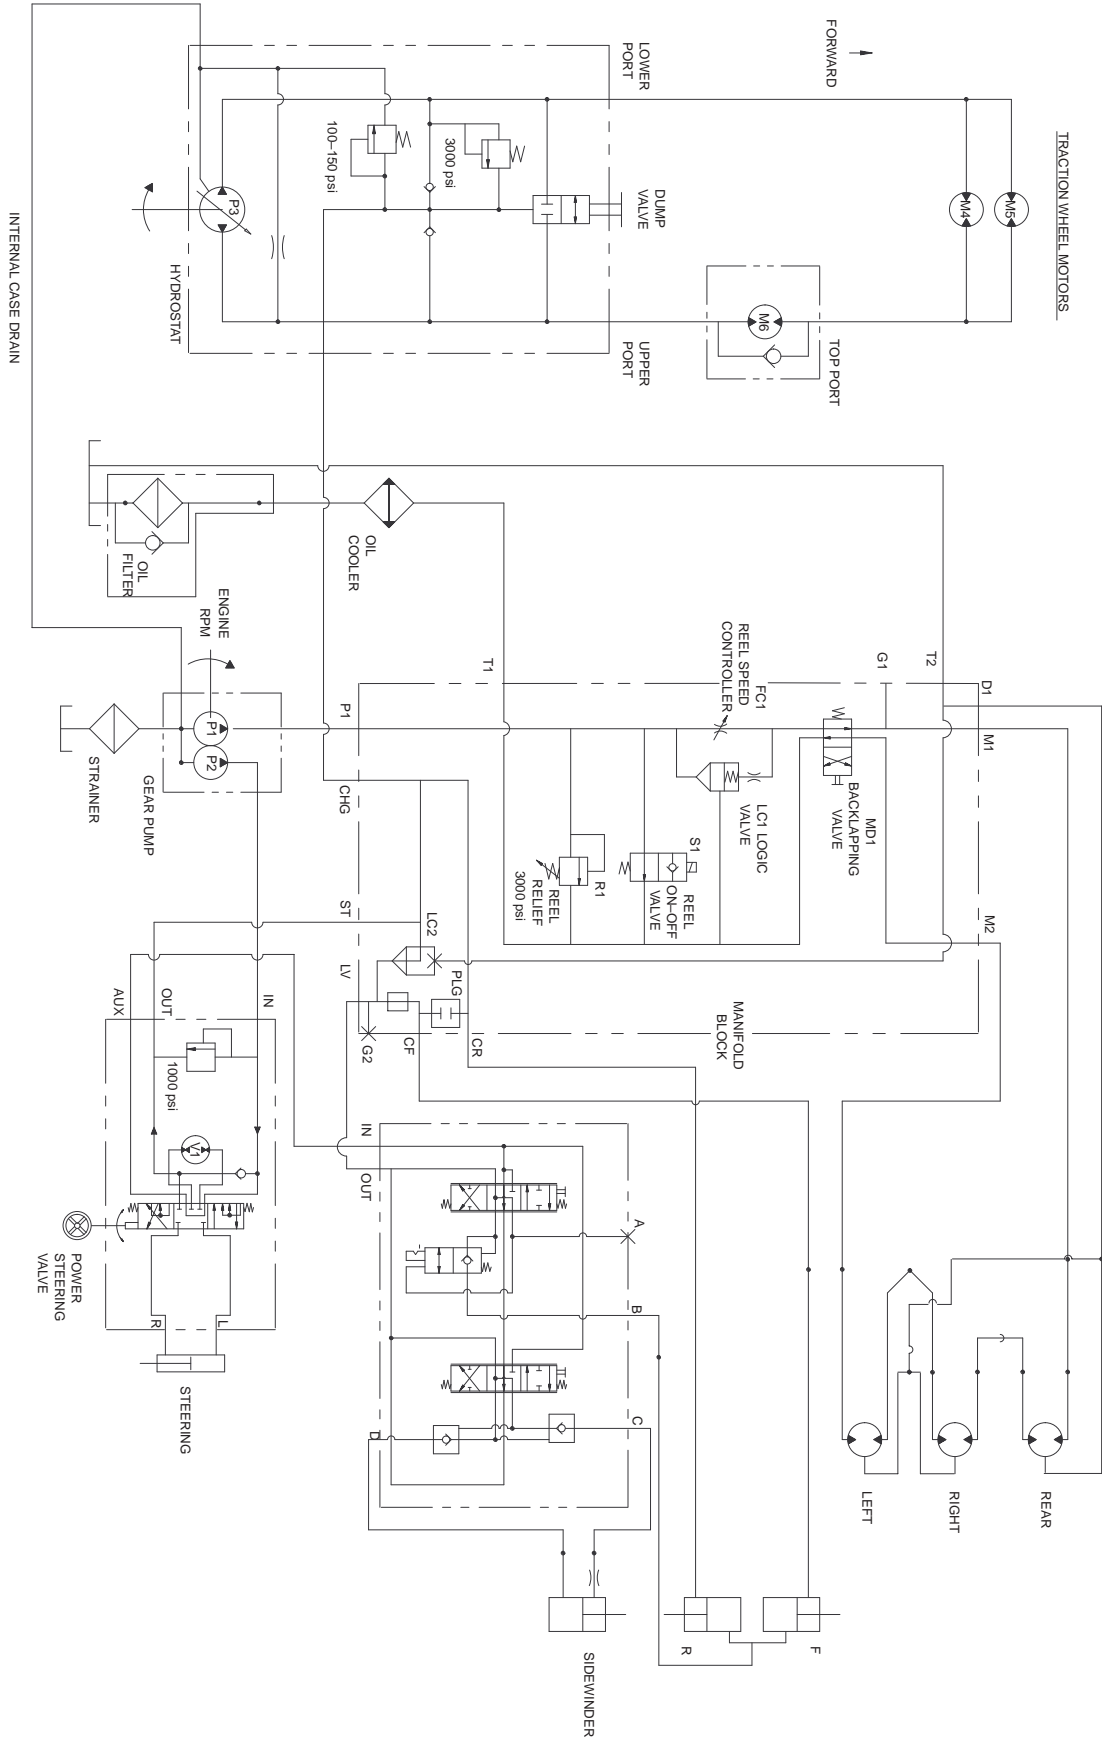 TRACTION WHEEL MOTORS
FORWARD
M5
M4
M6
TOP PORT
LOWER
PORT
UPPER
PORT
DUMP
VALVE
3000 psi
100–150 psi
P3
HYDROSTAT
INTERNAL CASE DRAIN
OIL
COOLER
OIL
FILTER
ENGINE
RPM
P1
P2
GEAR PUMP
STRAINER
D1
T2
G1
M1
T1
P1
FC1
REEL SPEED
CONTROLLER
MD1
BACKLAPPING
VALVE
LC1 LOGIC
VALVE
S1
REEL
ON–OFF
VALVE
R1
REEL
RELIEF
3000 psi
M2
CHG
ST
LV
LC2
PLG
MANIFOLD
BLOCK
CR
CF
G2
IN
OUT
AUX
1000 psi
V1
POWER
STEERING
VALVE
L
R
STEERING
IN
OUT
A
B
C
D
REAR
RIGHT
LEFT
F
R
SIDEWINDER